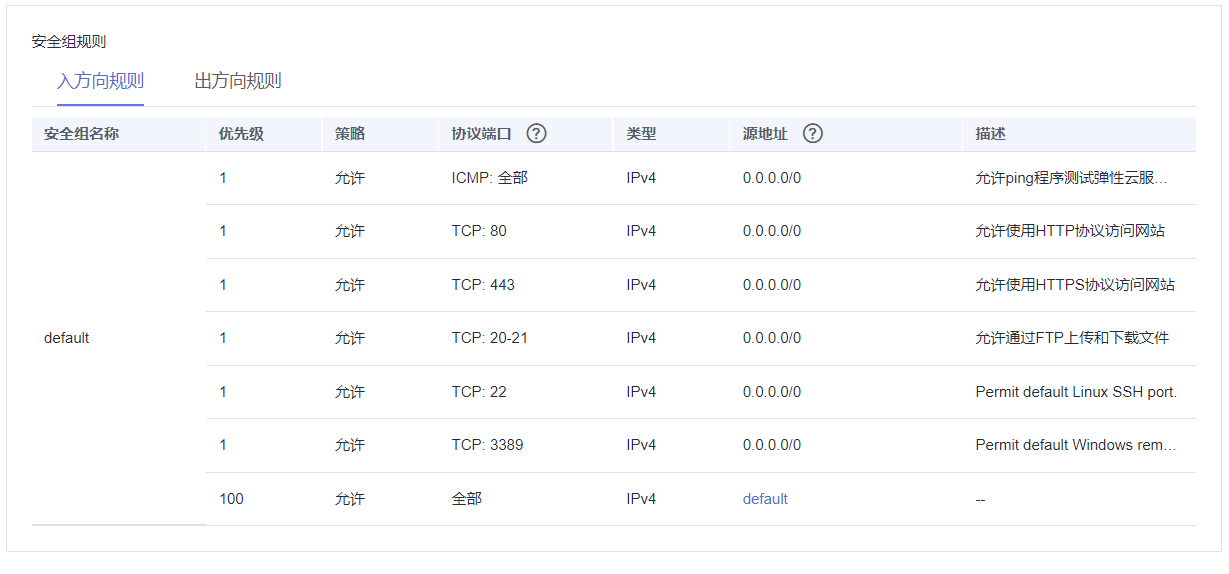 安全组规则
入方向规则 出方向规则
安全组名称 优先级 策略 协议端口 ? 类型 源地址 ? 描述
1 允许 ICMP: 全部 IPv4 0.0.0.0/0 允许ping程序测试弹性云服...
1 允许 TCP: 80 IPv4 0.0.0.0/0 允许使用HTTP协议访问网站
1 允许 TCP: 443 IPv4 0.0.0.0/0 允许使用HTTPS协议访问网站
default 1 允许 TCP: 20-21 IPv4 0.0.0.0/0 允许通过FTP上传和下载文件
1 允许 TCP: 22 IPv4 0.0.0.0/0 Permit default Linux SSH port.
1 允许 TCP: 3389 IPv4 0.0.0.0/0 Permit default Windows rem...
100 允许 全部 IPv4 default --